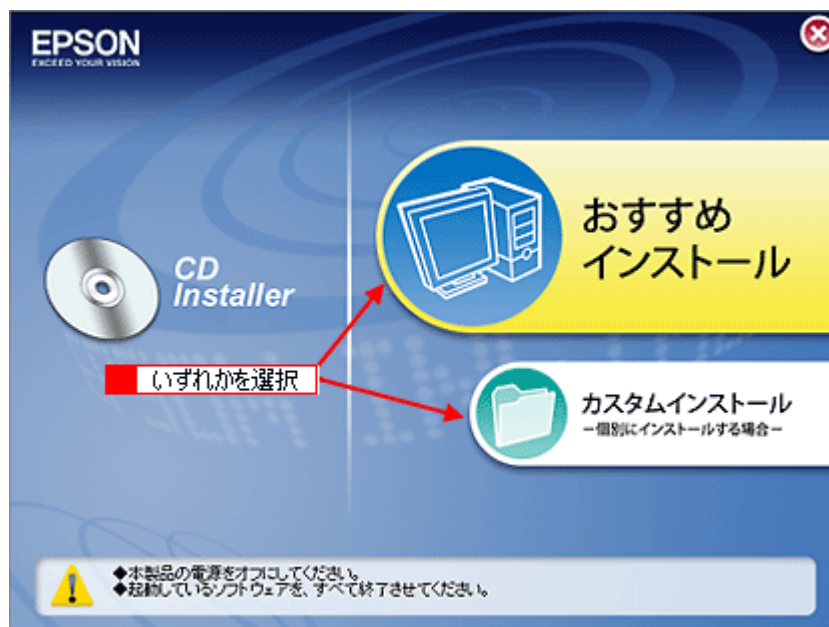 EPSON
EXCEED YOUR VISION
おすすめ
インストール
CD
Installer
いずれかを選択
カスタムインストール
－個別にインストールする場合－
◆本製品の電源をオフにしてください。
◆起動しているソフトウェアを、すべて終了させてください。